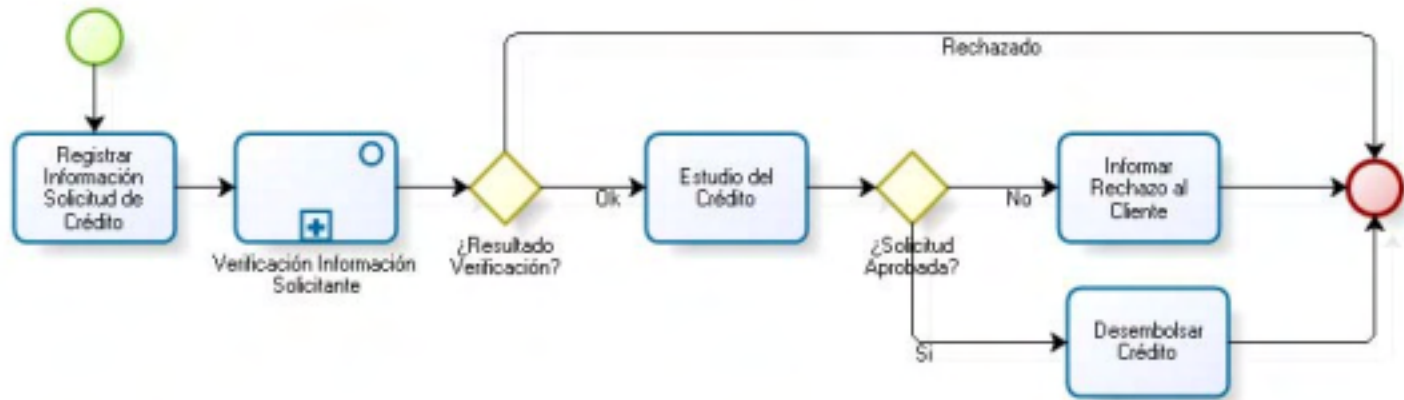 Rechazado
Registrar
Información
Solicitud de
Crédito
Verificación Información
Solicitante
¿Resultado
Verificación?
Ok
Estudio del
Crédito
¿Solicitud
Aprobada?
No
Informar
Rechazo al
Cliente
Si
Desembolsar
Crédito